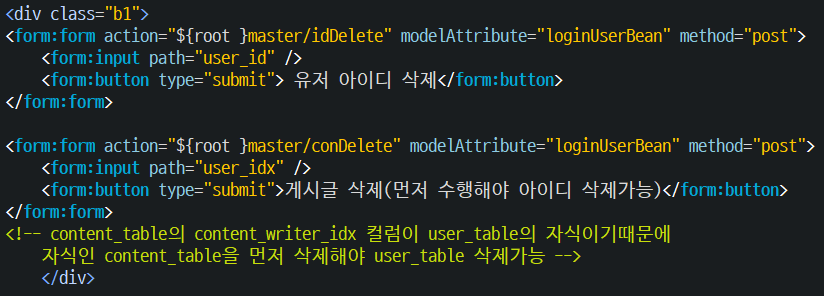 <div class="b1">
<form:form action="${root }master/idDelete" modelAttribute="loginUserBean" method="post">
    <form:input path="user_id" />
    <form:button type="submit"> 유저 아이디 삭제</form:button>
</form:form>

<form:form action="${root }master/conDelete" modelAttribute="loginUserBean" method="post">
    <form:input path="user_idx" />
    <form:button type="submit">게시글 삭제(먼저 수행해야 아이디 삭제가능)</form:button>
</form:form>
<!-- content_table의 content_writer_idx 컬럼이 user_table의 자식이기때문에
    자식인 content_table을 먼저 삭제해야 user_table 삭제가능 -->
    </div>